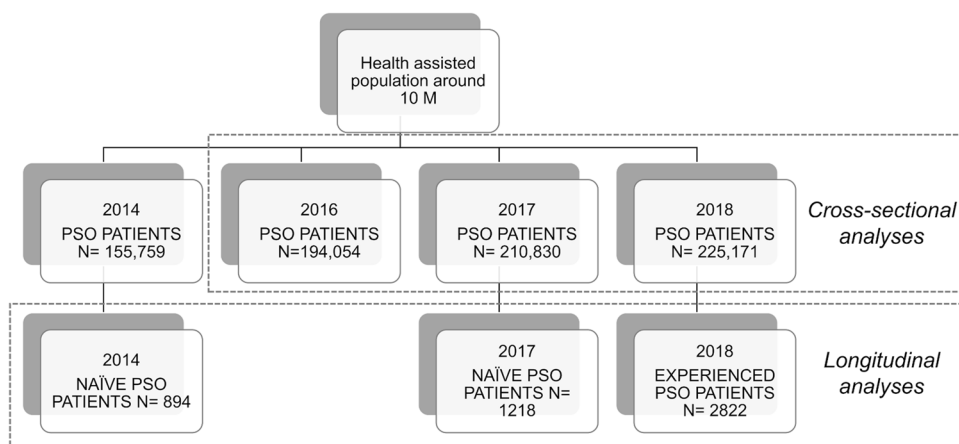 Health assisted
population around
10 M
2014
PSO PATIENTS
N= 155,759
2016
PSO PATIENTS
N=194,054
2017
PSO PATIENTS
N= 210,830
2018
PSO PATIENTS
N= 225,171
Cross-sectional
analyses
2014
NAÏVE PSO
PATIENTS N= 894
2017
NAÏVE PSO
PATIENTS N=
1218
2018
EXPERIENCED
PSO PATIENTS
N= 2822
Longitudinal
analyses